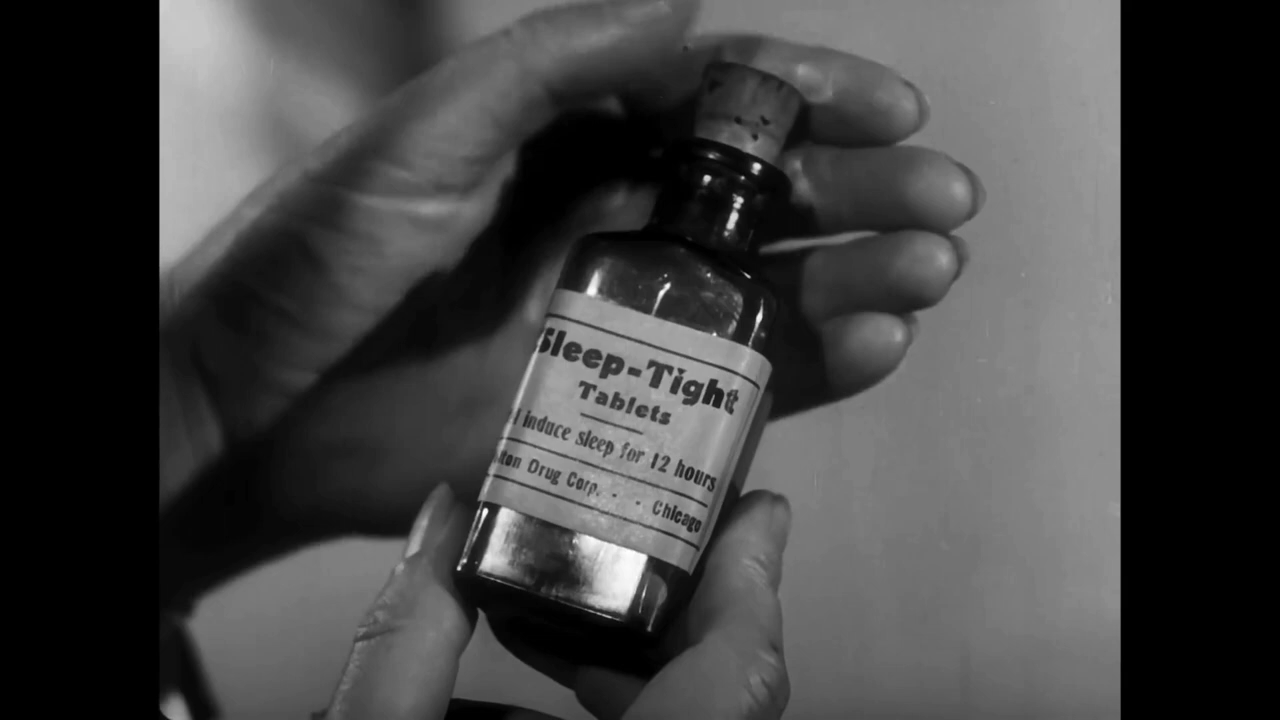 Sleep-Tight
Tablets
induce sleep for 12 hours
Drug Corp. - - Chicago